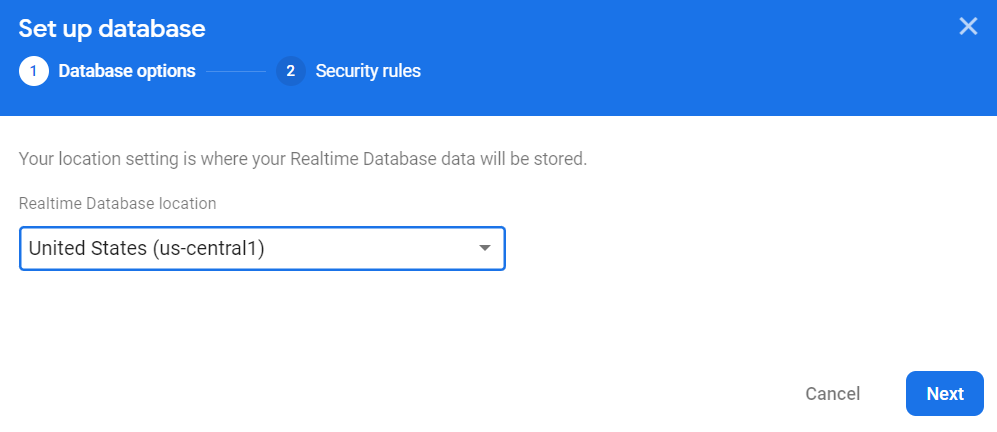 Set up database
1 Database options 2 Security rules
Your location setting is where your Realtime Database data will be stored.
Realtime Database location
United States (us-central1)
Cancel Next